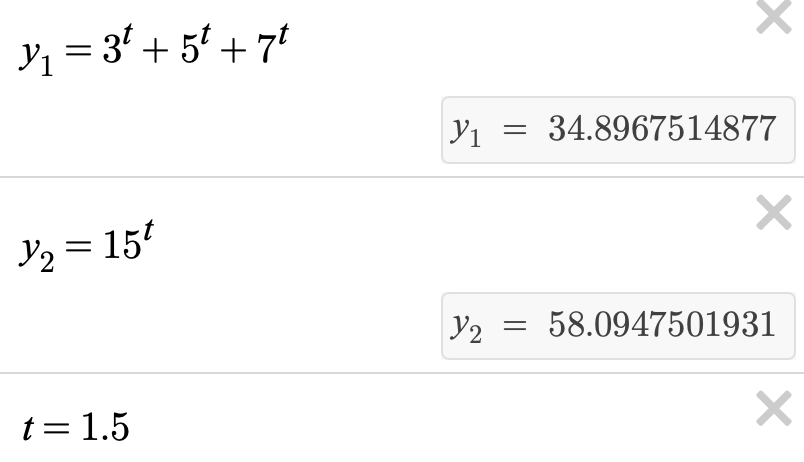 y₁ = 3ᵗ + 5ᵗ + 7ᵗ
y₁ = 34.8967514877
y₂ = 15ᵗ
y₂ = 58.0947501931
t = 1.5